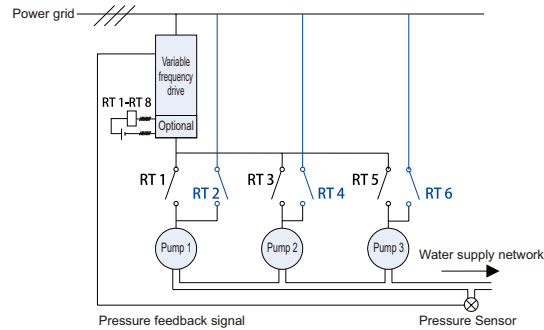 Power grid
Variable
frequency
drive
RT 1-RT 8
Optional
RT 1
RT 2
RT 3
RT 4
RT 5
RT 6
Pump 1
Pump 2
Pump 3
Water supply network
Pressure feedback signal
Pressure Sensor